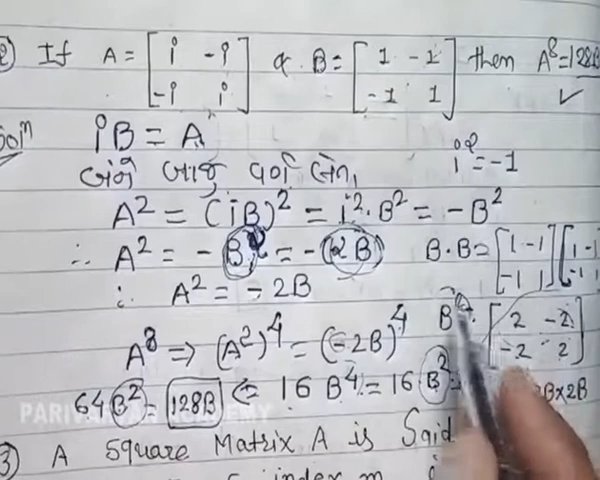 2) If A = [i -i / -i i] & B = [1 -1 / -1 1] then A⁸ = 128B ✓
iB = A
i² = -1
બંને બાજુ વર્ગ લેતા,
A² = (iB)² = i²·B² = -B²
∴ A² = -B² = -(2B) B·B = [1 -1 / -1 1] [1 -1 / -1 1]
∴ A² = -2B
B² = [2 -2 / -2 2]
A⁸ ⇒ (A²)⁴ = (-2B)⁴
64B² = 128B ⇐ 16B⁴ = 16B² B×2B
3) A Square Matrix A is Said
index m